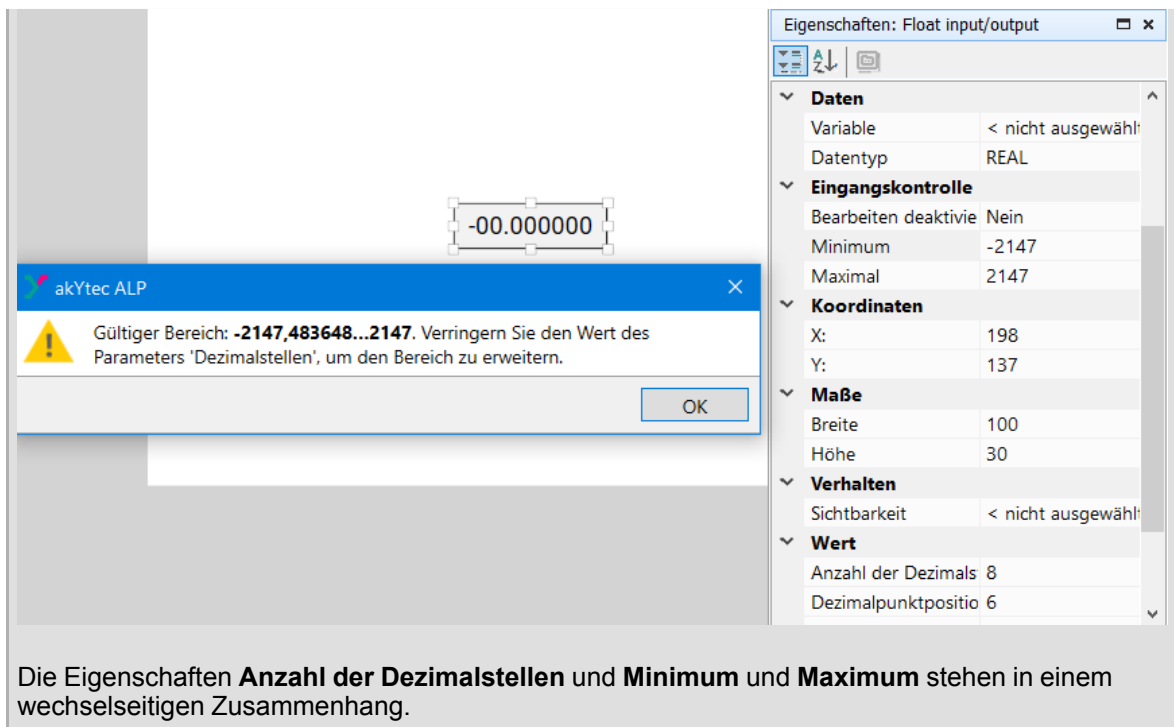 Eigenschaften: Float input/output
Daten
Variable < nicht ausgewählt
Datentyp REAL
Eingangskontrolle
Bearbeiten deaktivie Nein
Minimum -2147
Maximal 2147
Koordinaten
X: 198
Y: 137
Maße
Breite 100
Höhe 30
Verhalten
Sichtbarkeit < nicht ausgewählt
Wert
Anzahl der Dezimals 8
Dezimalpunktpositio 6
-00.000000
akYtec ALP
Gültiger Bereich: -2147,483648...2147. Verringern Sie den Wert des
Parameters 'Dezimalstellen', um den Bereich zu erweitern.
OK
Die Eigenschaften Anzahl der Dezimalstellen und Minimum und Maximum stehen in einem
wechselseitigen Zusammenhang.